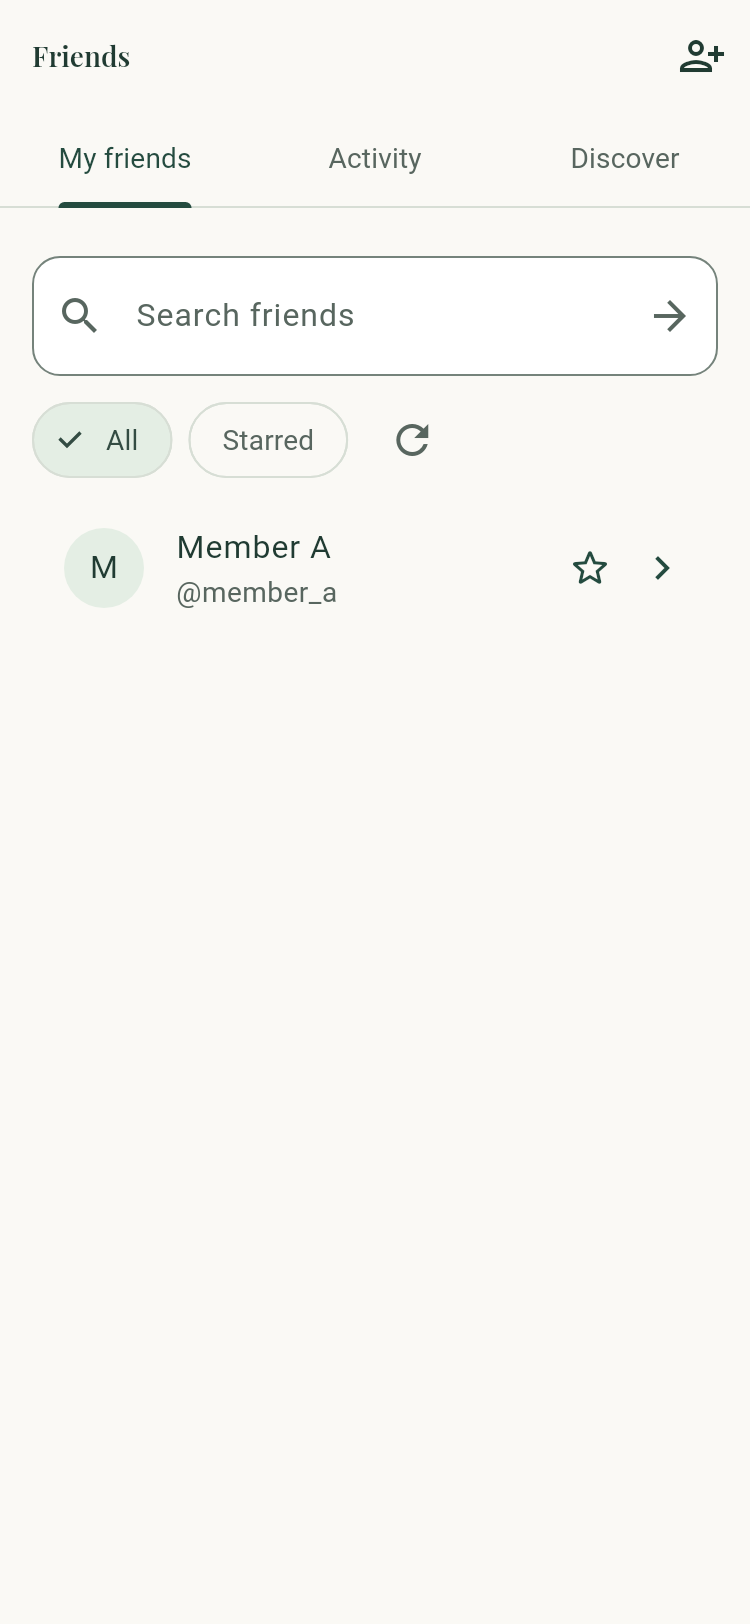 Friends
My friends
Activity
Discover
Search friends
All
Starred
M
Member A
@member_a